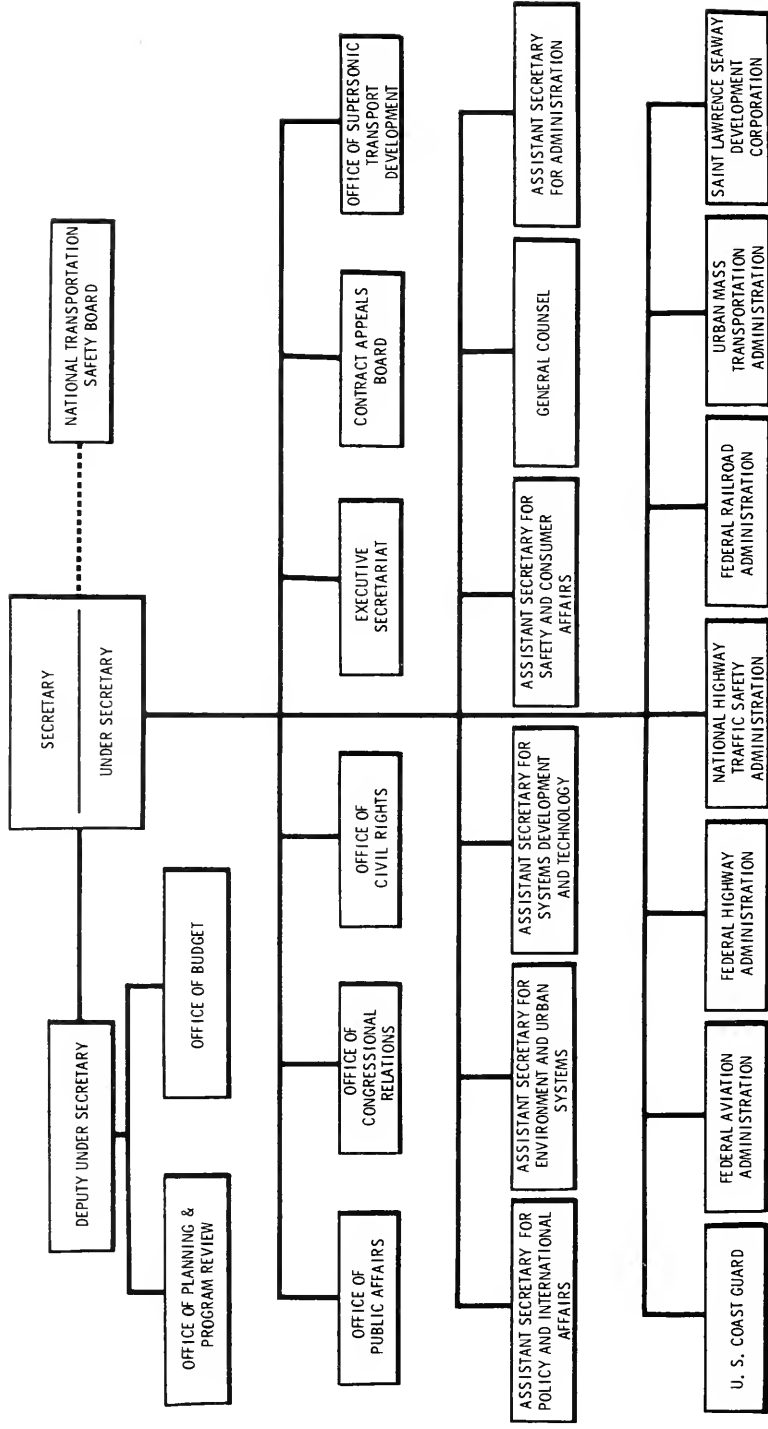 SECRETARY
UNDER SECRETARY
NATIONAL TRANSPORTATION
SAFETY BOARD
DEPUTY UNDER SECRETARY
OFFICE OF PLANNING &
PROGRAM REVIEW
OFFICE OF BUDGET
OFFICE OF
PUBLIC AFFAIRS
OFFICE OF
CONGRESSIONAL
RELATIONS
OFFICE OF
CIVIL RIGHTS
EXECUTIVE
SECRETARIAT
CONTRACT APPEALS
BOARD
OFFICE OF SUPERSONIC
TRANSPORT
DEVELOPMENT
ASSISTANT SECRETARY FOR
POLICY AND INTERNATIONAL
AFFAIRS
ASSISTANT SECRETARY FOR
ENVIRONMENT AND URBAN
SYSTEMS
ASSISTANT SECRETARY FOR
SYSTEMS DEVELOPMENT
AND TECHNOLOGY
ASSISTANT SECRETARY FOR
SAFETY AND CONSUMER
AFFAIRS
GENERAL COUNSEL
ASSISTANT SECRETARY
FOR ADMINISTRATION
U. S. COAST GUARD
FEDERAL AVIATION
ADMINISTRATION
FEDERAL HIGHWAY
ADMINISTRATION
NATIONAL HIGHWAY
TRAFFIC SAFETY
ADMINISTRATION
FEDERAL RAILROAD
ADMINISTRATION
URBAN MASS
TRANSPORTATION
ADMINISTRATION
SAINT LAWRENCE SEAWAY
DEVELOPMENT
CORPORATION